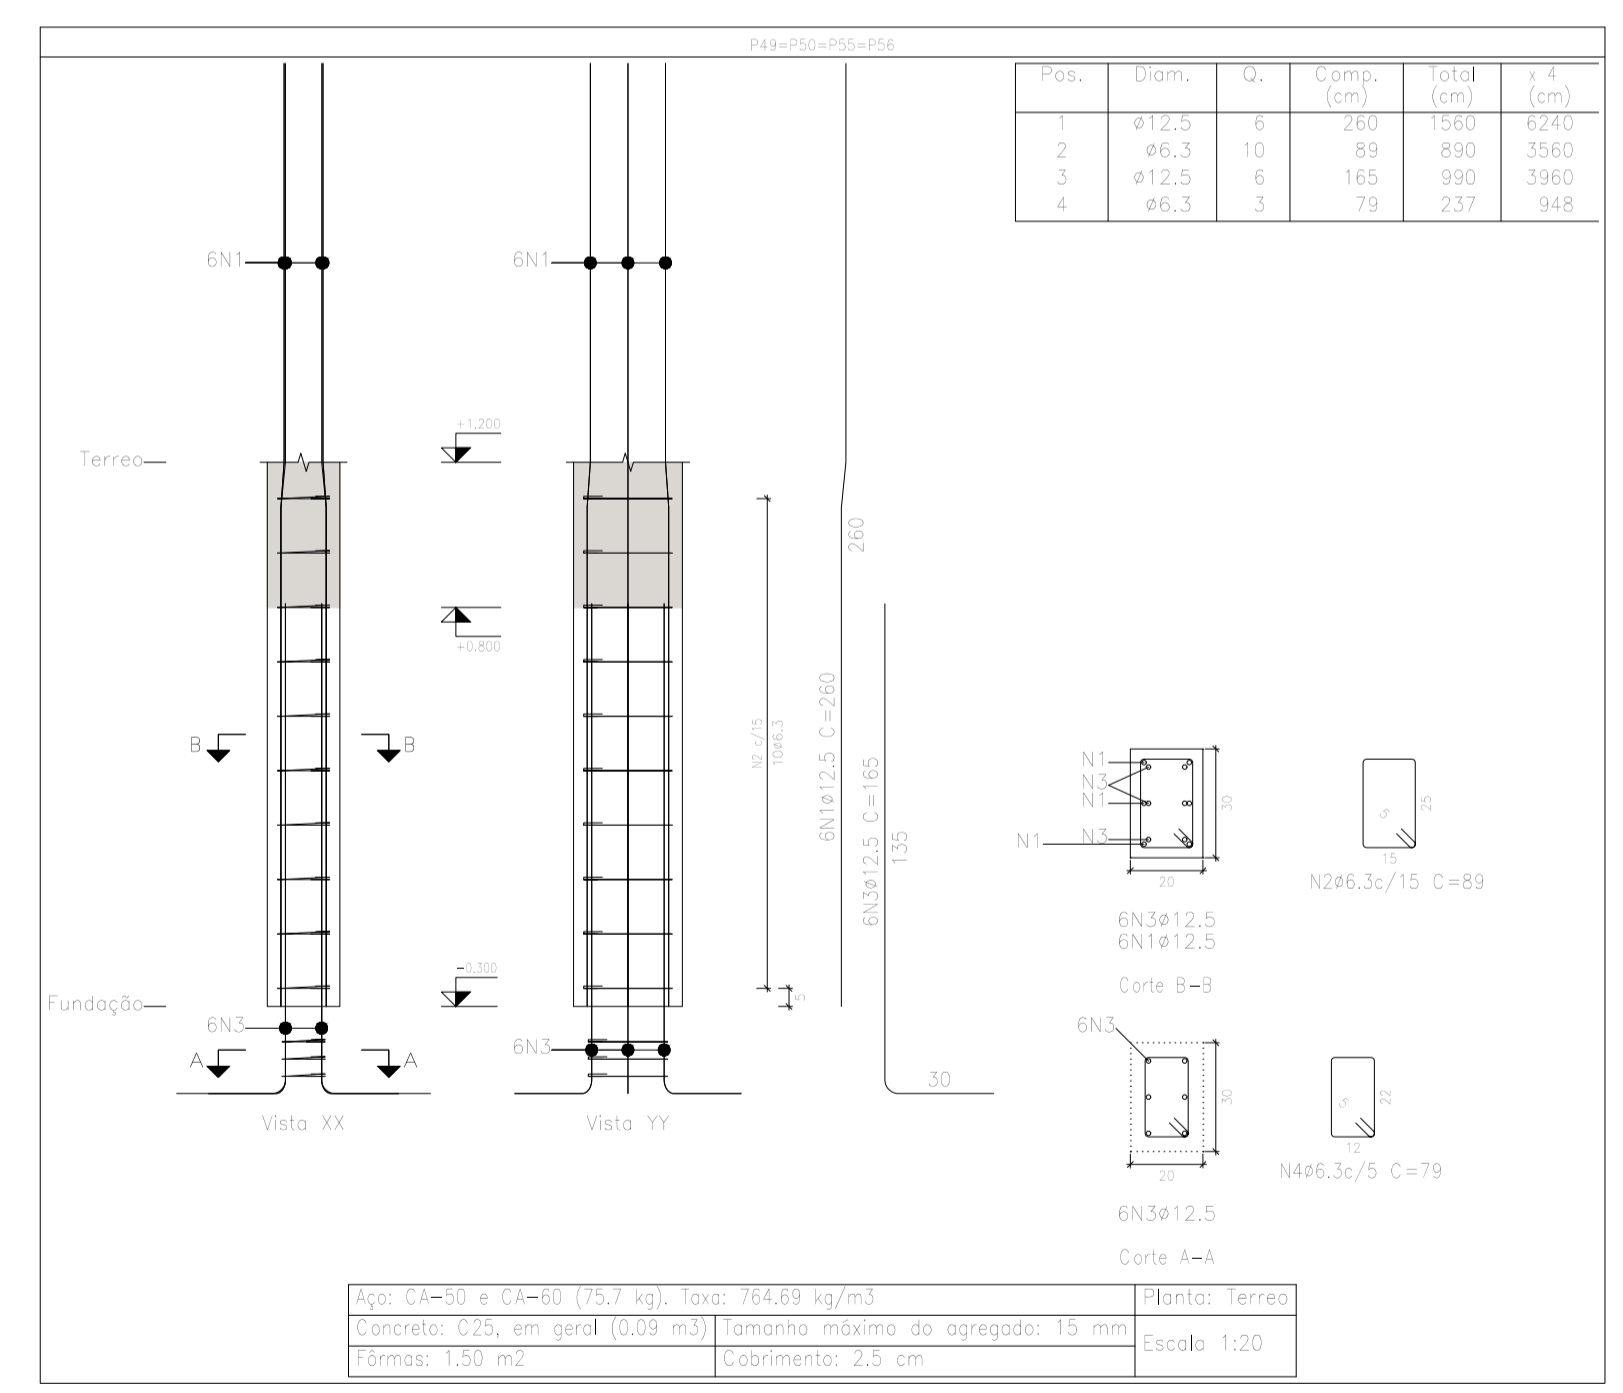 P49=P50=P55=P56
Pos. Diam. Q. Comp. (cm) Total (cm) x 4 (cm)
1 ø12.5 6 260 1560 6240
2 ø6.3 10 89 890 3560
3 ø12.5 6 165 990 3960
4 ø6.3 3 79 237 948
6N1 6N1
+1.200
Terreo
260
+0.800
N2 c/15
10ø6.3
6N1ø12.5 C=260
6N3ø12.5 C=165
135
B B
N1
N3
N1
N1 N3
30
20
6N3ø12.5
6N1ø12.5
Corte B-B
5
25
15
N2ø6.3c/15 C=89
-0.300
5
Fundação
6N3
6N3
A A
30
Vista XX
Vista YY
6N3
30
20
6N3ø12.5
Corte A-A
5
22
12
N4ø6.3c/5 C=79
Aço: CA-50 e CA-60 (75.7 kg). Taxa: 764.69 kg/m3
Planta: Terreo
Concreto: C25, em geral (0.09 m3) Tamanho máximo do agregado: 15 mm
Escala 1:20
Fôrmas: 1.50 m2 Cobrimento: 2.5 cm